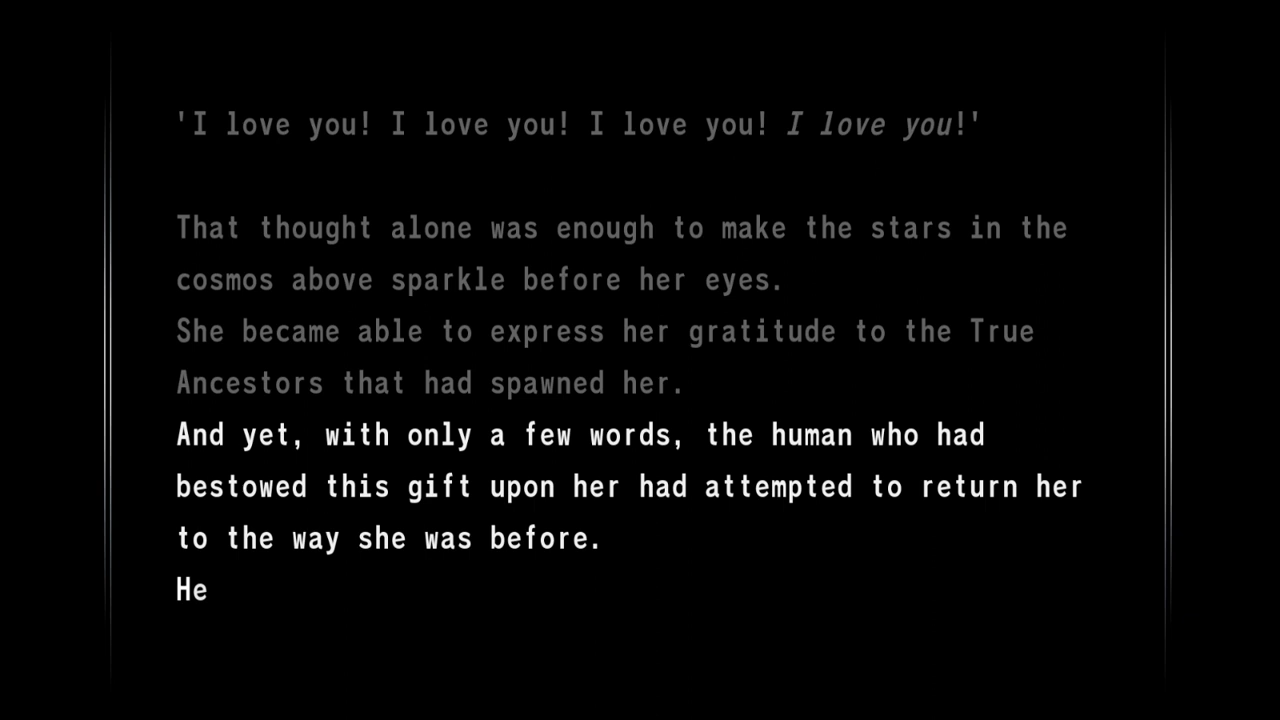 'I love you! I love you! I love you! I love you!'
That thought alone was enough to make the stars in the
cosmos above sparkle before her eyes.
She became able to express her gratitude to the True
Ancestors that had spawned her.
And yet, with only a few words, the human who had
bestowed this gift upon her had attempted to return her
to the way she was before.
He